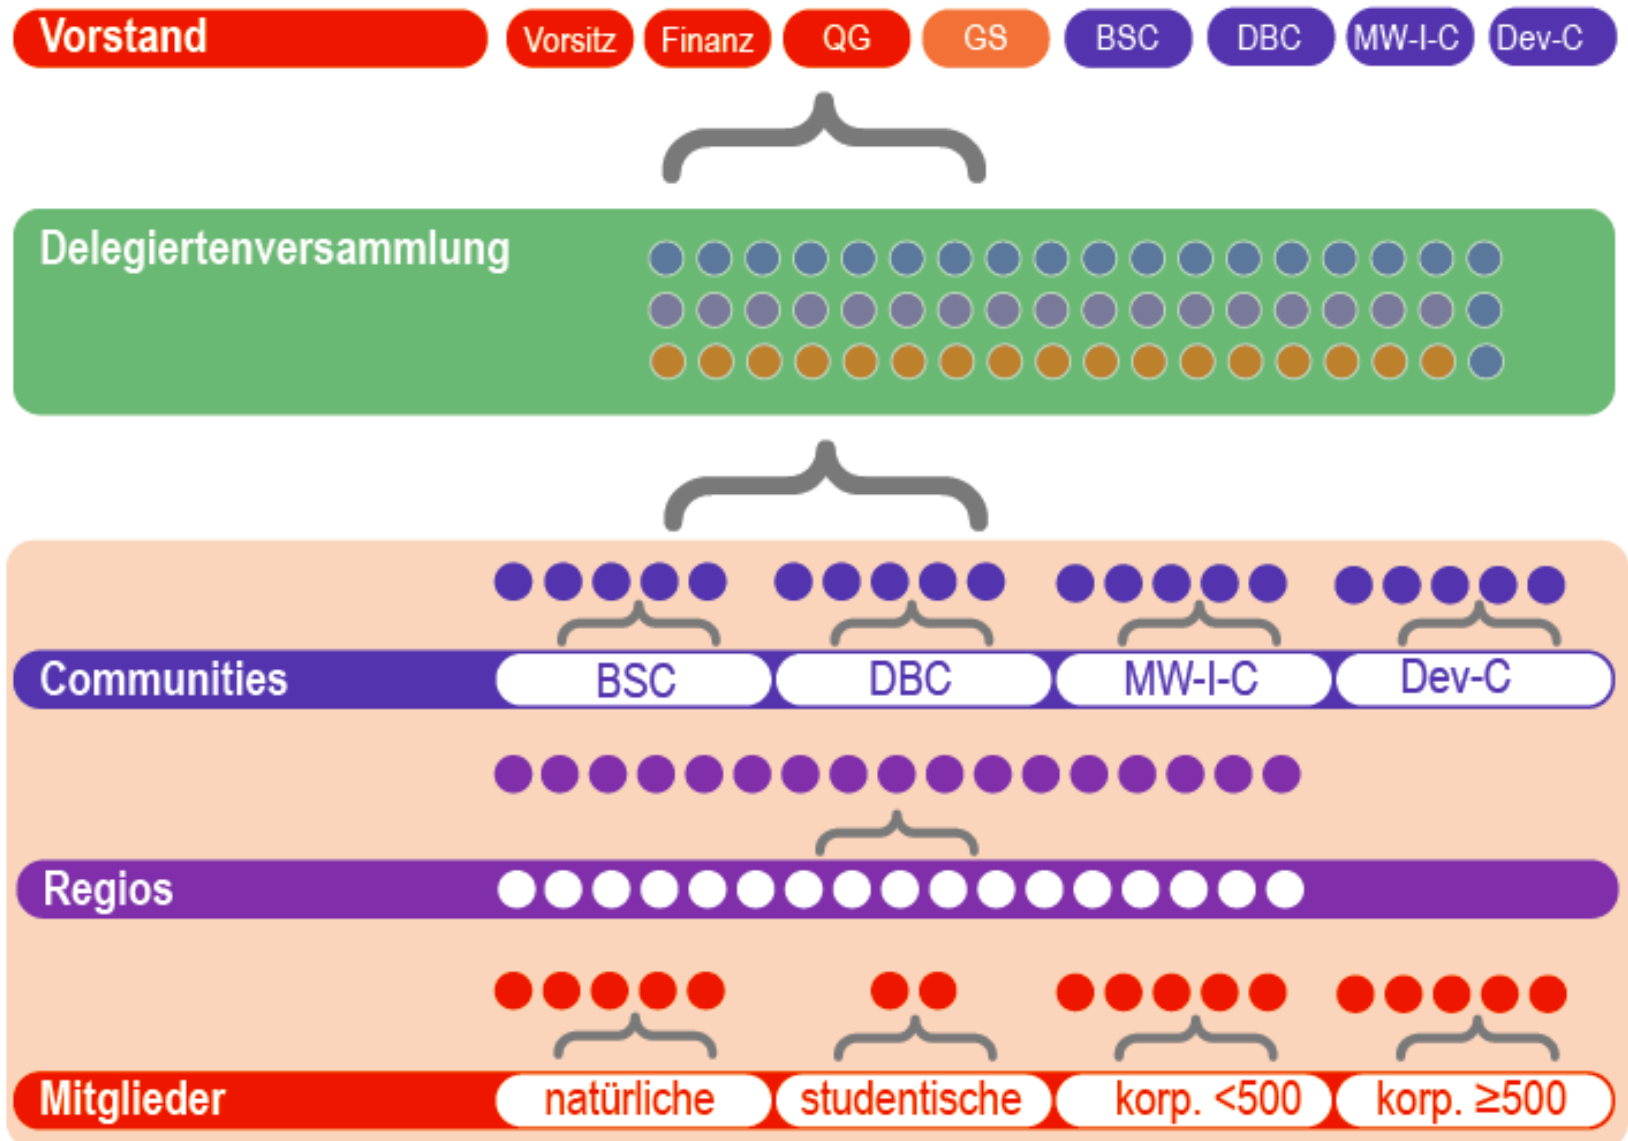 Vorstand Vorsitz Finanz QG GS BSC DBC MW-I-C Dev-C
Delegiertenversammlung
Communities BSC DBC MW-I-C Dev-C
Regios
Mitglieder natürliche studentische korp. <500 korp. ≥500